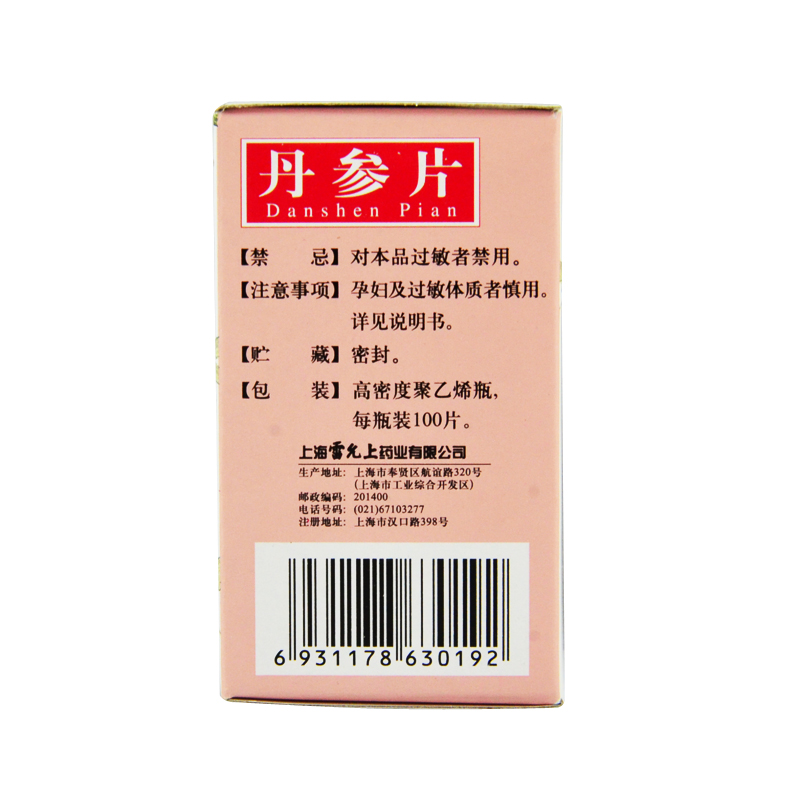 丹参片
Danshen Pian
【禁 忌】对本品过敏者禁用。
【注意事项】孕妇及过敏体质者慎用。
详见说明书。
【贮 藏】密封。
【包 装】高密度聚乙烯瓶,
每瓶装100片。
上海雷允上药业有限公司
生产地址: 上海市奉贤区航谊路320号
(上海市工业综合开发区)
邮政编码: 201400
电话号码: (021)67103277
注册地址: 上海市汉口路398号
6 931178 630192